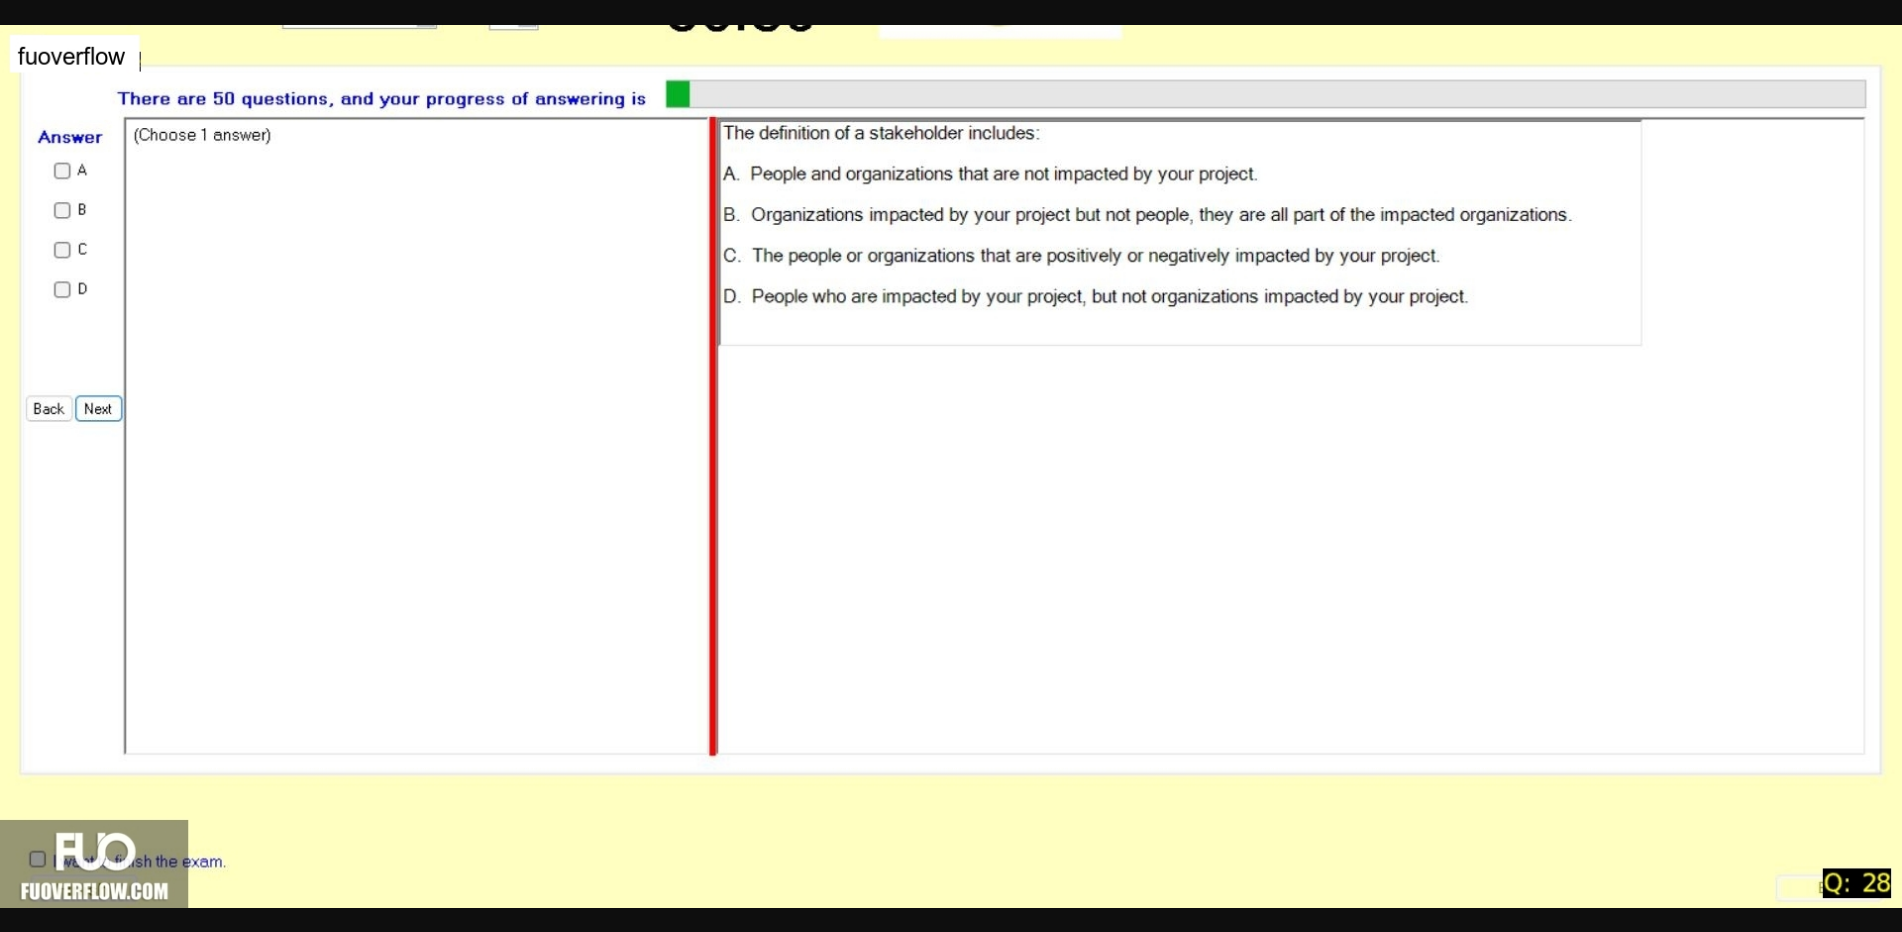 fuoverflow
There are 50 questions, and your progress of answering is
Answer
(Choose 1 answer)
A
B
C
D
Back
Next
The definition of a stakeholder includes:
A. People and organizations that are not impacted by your project.
B. Organizations impacted by your project but not people, they are all part of the impacted organizations.
C. The people or organizations that are positively or negatively impacted by your project.
D. People who are impacted by your project, but not organizations impacted by your project.
FUO
I want to finish the exam.
FUOVERFLOW.COM
Q: 28